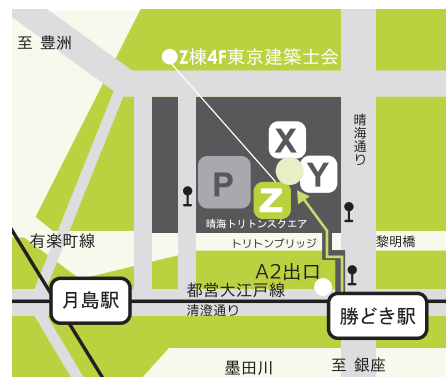 至 豊洲
Z棟4F東京建築士会
晴海通り
X
Y
P
Z
晴海トリトンスクエア
有楽町線
トリトンブリッジ
黎明橋
A2出口
都営大江戸線
月島駅
清澄通り
勝どき駅
墨田川
至 銀座